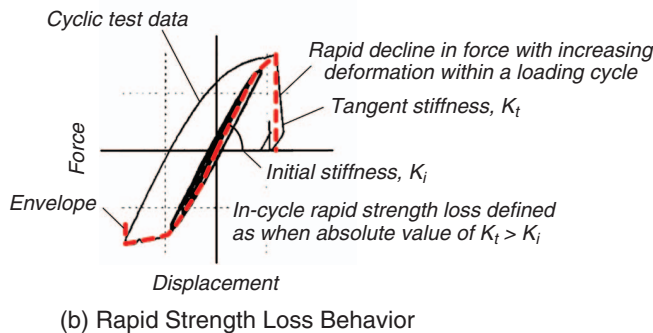 Cyclic test data
Rapid decline in force with increasing
deformation within a loading cycle
Tangent stiffness, Kt
Force
Initial stiffness, Ki
Envelope
In-cycle rapid strength loss defined
as when absolute value of Kt > Ki
Displacement
(b) Rapid Strength Loss Behavior